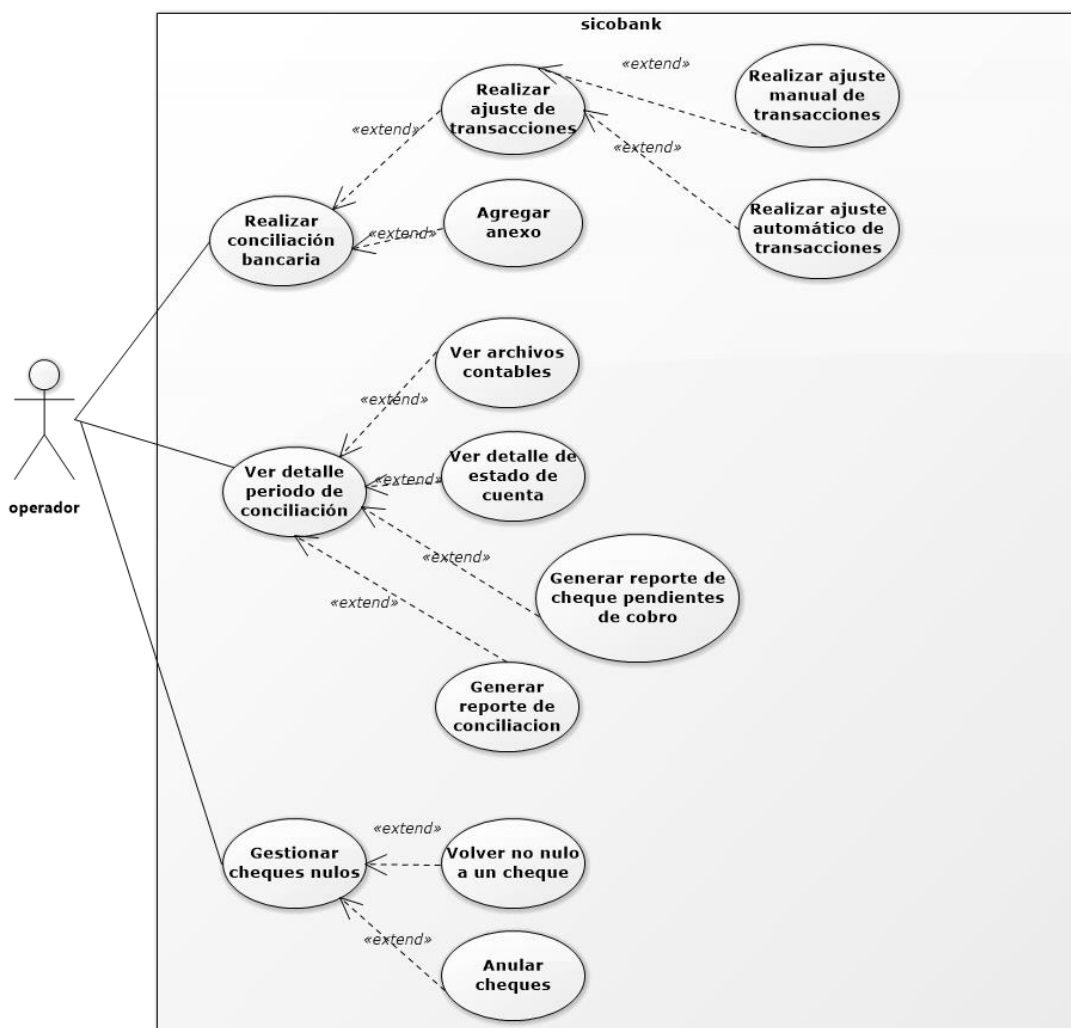 sicobank
«extend»
Realizar ajuste
manual de
transacciones
Realizar
ajuste de
transacciones
«extend»
«extend»
Realizar ajuste
automático de
transacciones
Agregar
anexo
«extend»
Realizar
conciliación
bancaria
Ver archivos
contables
«extend»
Ver detalle de
estado de
cuenta
«extend»
Ver detalle
periodo de
conciliación
operador
«extend»
Generar reporte de
cheque pendientes
de cobro
«extend»
Generar
reporte de
conciliacion
«extend»
Gestionar
cheques nulos
Volver no nulo
a un cheque
«extend»
Anular
cheques